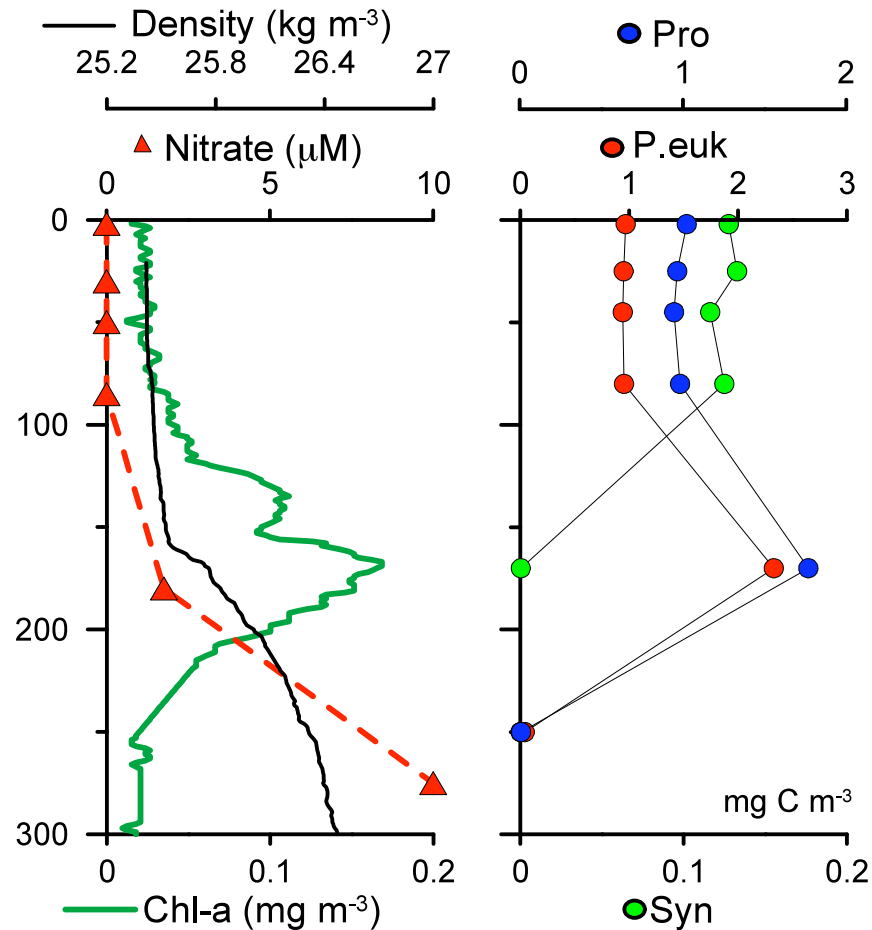 Density (kg m-3)
25.2 25.8 26.4 27
Nitrate (μM)
0 5 10
Pro
0 1 2
P.euk
0 1 2 3
0
100
200
300
mg C m-3
0 0.1 0.2
Chl-a (mg m-3)
0 0.1 0.2
Syn